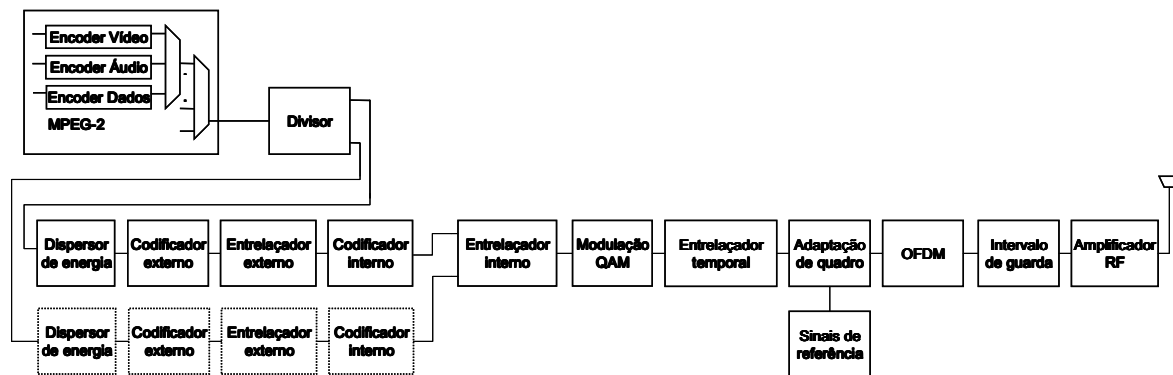 Encoder Vídeo
Encoder Áudio
Encoder Dados
MPEG-2
Divisor
Dispersor
de energia
Codificador
externo
Entrelaçador
externo
Codificador
interno
Entrelaçador
interno
Modulação
QAM
Entrelaçador
temporal
Adaptação
de quadro
OFDM
Intervalo
de guarda
Amplificador
RF
Dispersor
de energia
Codificador
externo
Entrelaçador
externo
Codificador
interno
Sinais de
referência